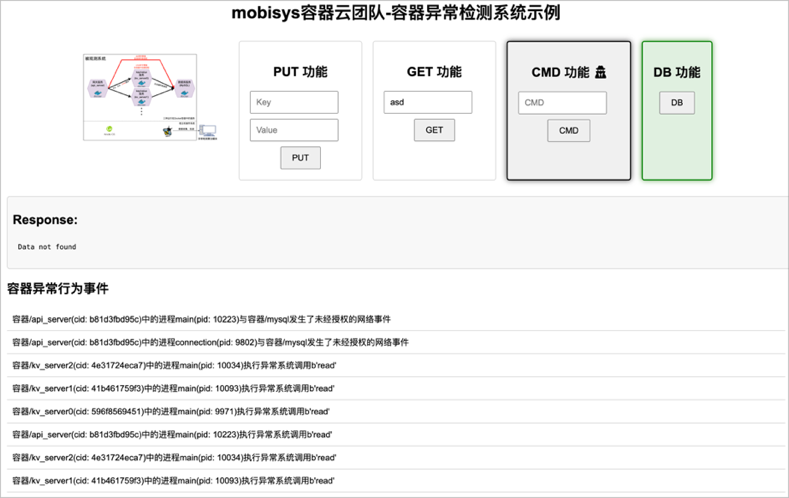 mobisys容器云团队-容器异常检测系统示例
PUT 功能
Key
Value
PUT
GET 功能
asd
GET
CMD 功能
CMD
CMD
DB 功能
DB
Response:
Data not found
容器异常行为事件
容器/api_server(cid: b81d3fbd95c)中的进程main(pid: 10223)与容器/mysql发生了未经授权的网络事件
容器/api_server(cid: b81d3fbd95c)中的进程connection(pid: 9802)与容器/mysql发生了未经授权的网络事件
容器/kv_server2(cid: 4e31724eca7)中的进程main(pid: 10034)执行异常系统调用b'read'
容器/kv_server1(cid: 41b461759f3)中的进程main(pid: 10093)执行异常系统调用b'read'
容器/kv_server0(cid: 596f8569451)中的进程main(pid: 9971)执行异常系统调用b'read'
容器/api_server(cid: b81d3fbd95c)中的进程main(pid: 10223)执行异常系统调用b'read'
容器/kv_server2(cid: 4e31724eca7)中的进程main(pid: 10034)执行异常系统调用b'read'
容器/kv_server1(cid: 41b461759f3)中的进程main(pid: 10093)执行异常系统调用b'read'